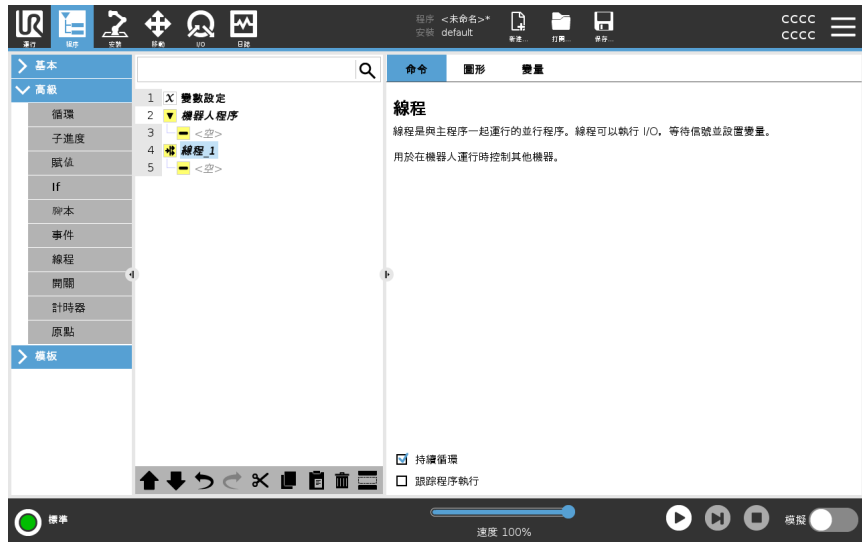 UR
運行
程序
安裝
移動
I/O
日誌
程序 <未命名>*
安裝 default
新建...
打開...
保存...
CCCC
CCCC
基本
高級
循環
子進度
賦值
If
腳本
事件
線程
開關
計時器
原點
模板
1 X 變數設定
2 機器人程序
3 <空>
4 線程_1
5 <空>
命令 圖形 變量
線程
線程是與主程序一起運行的並行程序。線程可以執行 I/O，等待信號並設置變量。
用於在機器人運行時控制其他機器。
持續循環
跟踪程序執行
標準
速度 100%
模擬